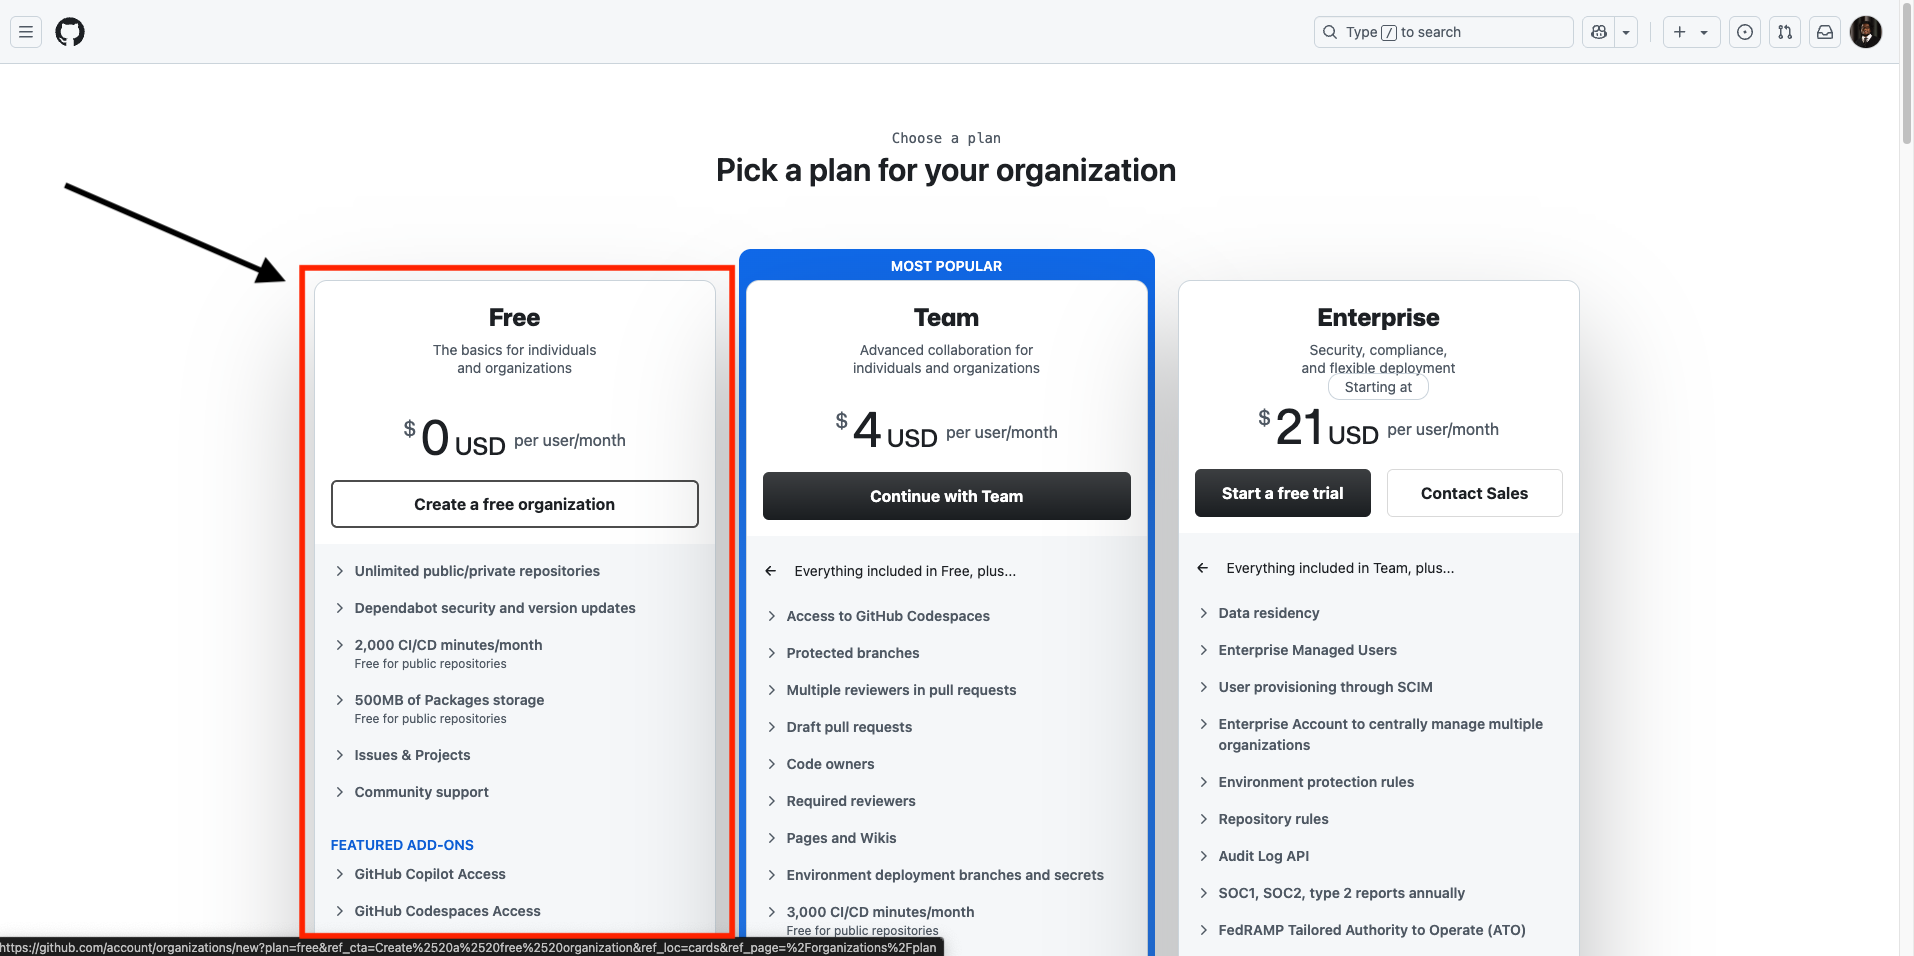 Type / to search
Choose a plan
Pick a plan for your organization
Free
The basics for individuals
and organizations
$0 USD per user/month
Create a free organization
Unlimited public/private repositories
Dependabot security and version updates
2,000 CI/CD minutes/month
Free for public repositories
500MB of Packages storage
Free for public repositories
Issues & Projects
Community support
FEATURED ADD-ONS
GitHub Copilot Access
GitHub Codespaces Access
MOST POPULAR
Team
Advanced collaboration for
individuals and organizations
$4 USD per user/month
Continue with Team
Everything included in Free, plus...
Access to GitHub Codespaces
Protected branches
Multiple reviewers in pull requests
Draft pull requests
Code owners
Required reviewers
Pages and Wikis
Environment deployment branches and secrets
3,000 CI/CD minutes/month
Free for public repositories
Enterprise
Security, compliance,
and flexible deployment
Starting at
$21 USD per user/month
Start a free trial
Contact Sales
Everything included in Team, plus...
Data residency
Enterprise Managed Users
User provisioning through SCIM
Enterprise Account to centrally manage multiple
organizations
Environment protection rules
Repository rules
Audit Log API
SOC1, SOC2, type 2 reports annually
FedRAMP Tailored Authority to Operate (ATO)
https://github.com/account/organizations/new?plan=free&ref_cta=Create%2520a%2520free%2520organization&ref_loc=cards&ref_page=%2Forganizations%2Fplan